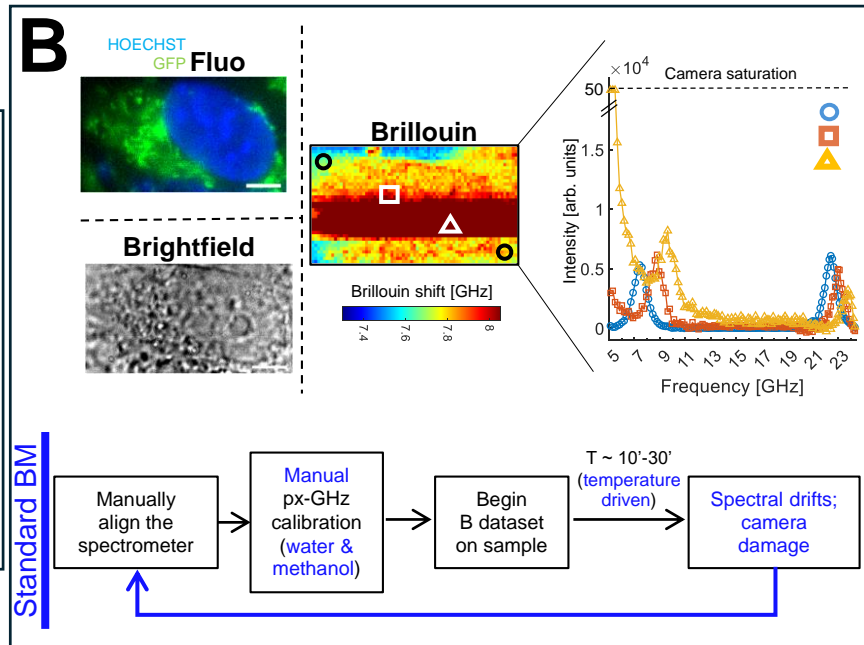 B
HOECHST
GFP Fluo
Brightfield
Brillouin
Brillouin shift [GHz]
7.4
7.6
7.8
8
×10⁴
50
Camera saturation
1.5
1
0.5
0
Intensity [arb. units]
5
7
9
11
13
15
17
19
21
23
Frequency [GHz]
Standard BM
Manually
align the
spectrometer
Manual
px-GHz
calibration
(water &
methanol)
Begin
B dataset
on sample
T ~ 10'-30'
(temperature
driven)
Spectral drifts;
camera
damage